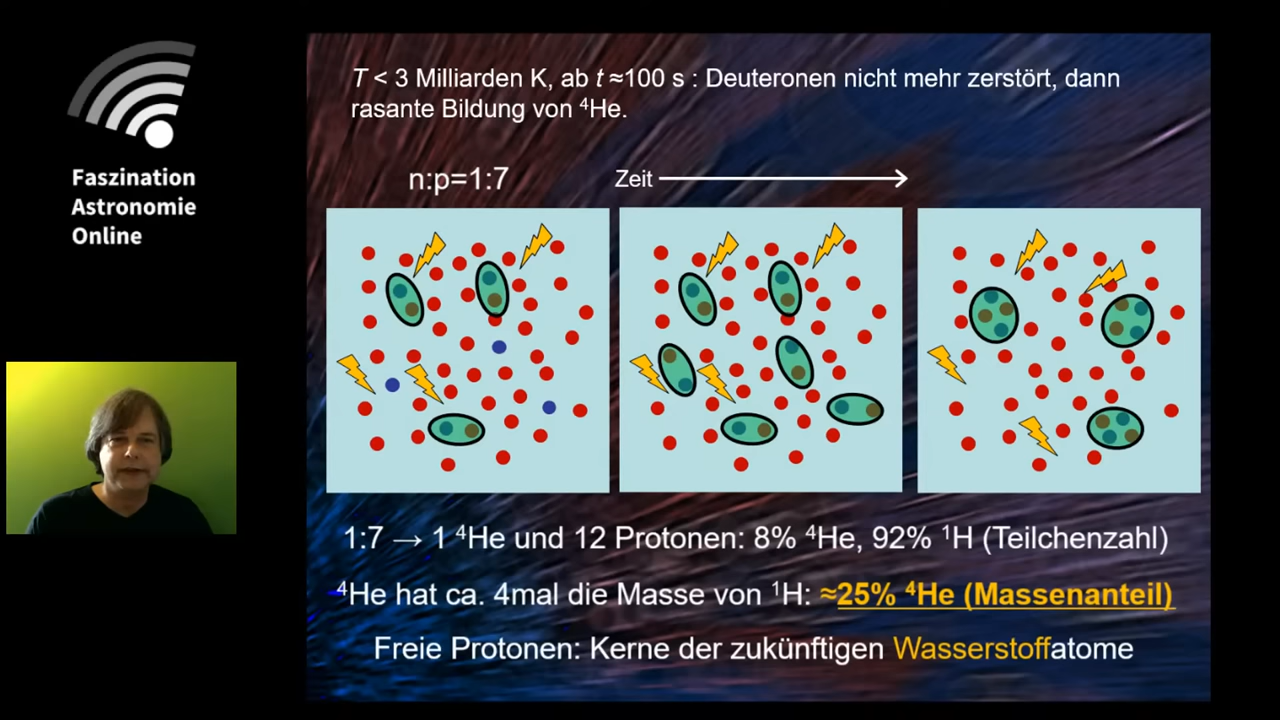 Faszination
Astronomie
Online
T < 3 Milliarden K, ab t ≈100 s : Deuteronen nicht mehr zerstört, dann
rasante Bildung von ⁴He.
n:p=1:7
Zeit
1:7 → 1 ⁴He und 12 Protonen: 8% ⁴He, 92% ¹H (Teilchenzahl)
⁴He hat ca. 4mal die Masse von ¹H: ≈25% ⁴He (Massenanteil)
Freie Protonen: Kerne der zukünftigen Wasserstoffatome